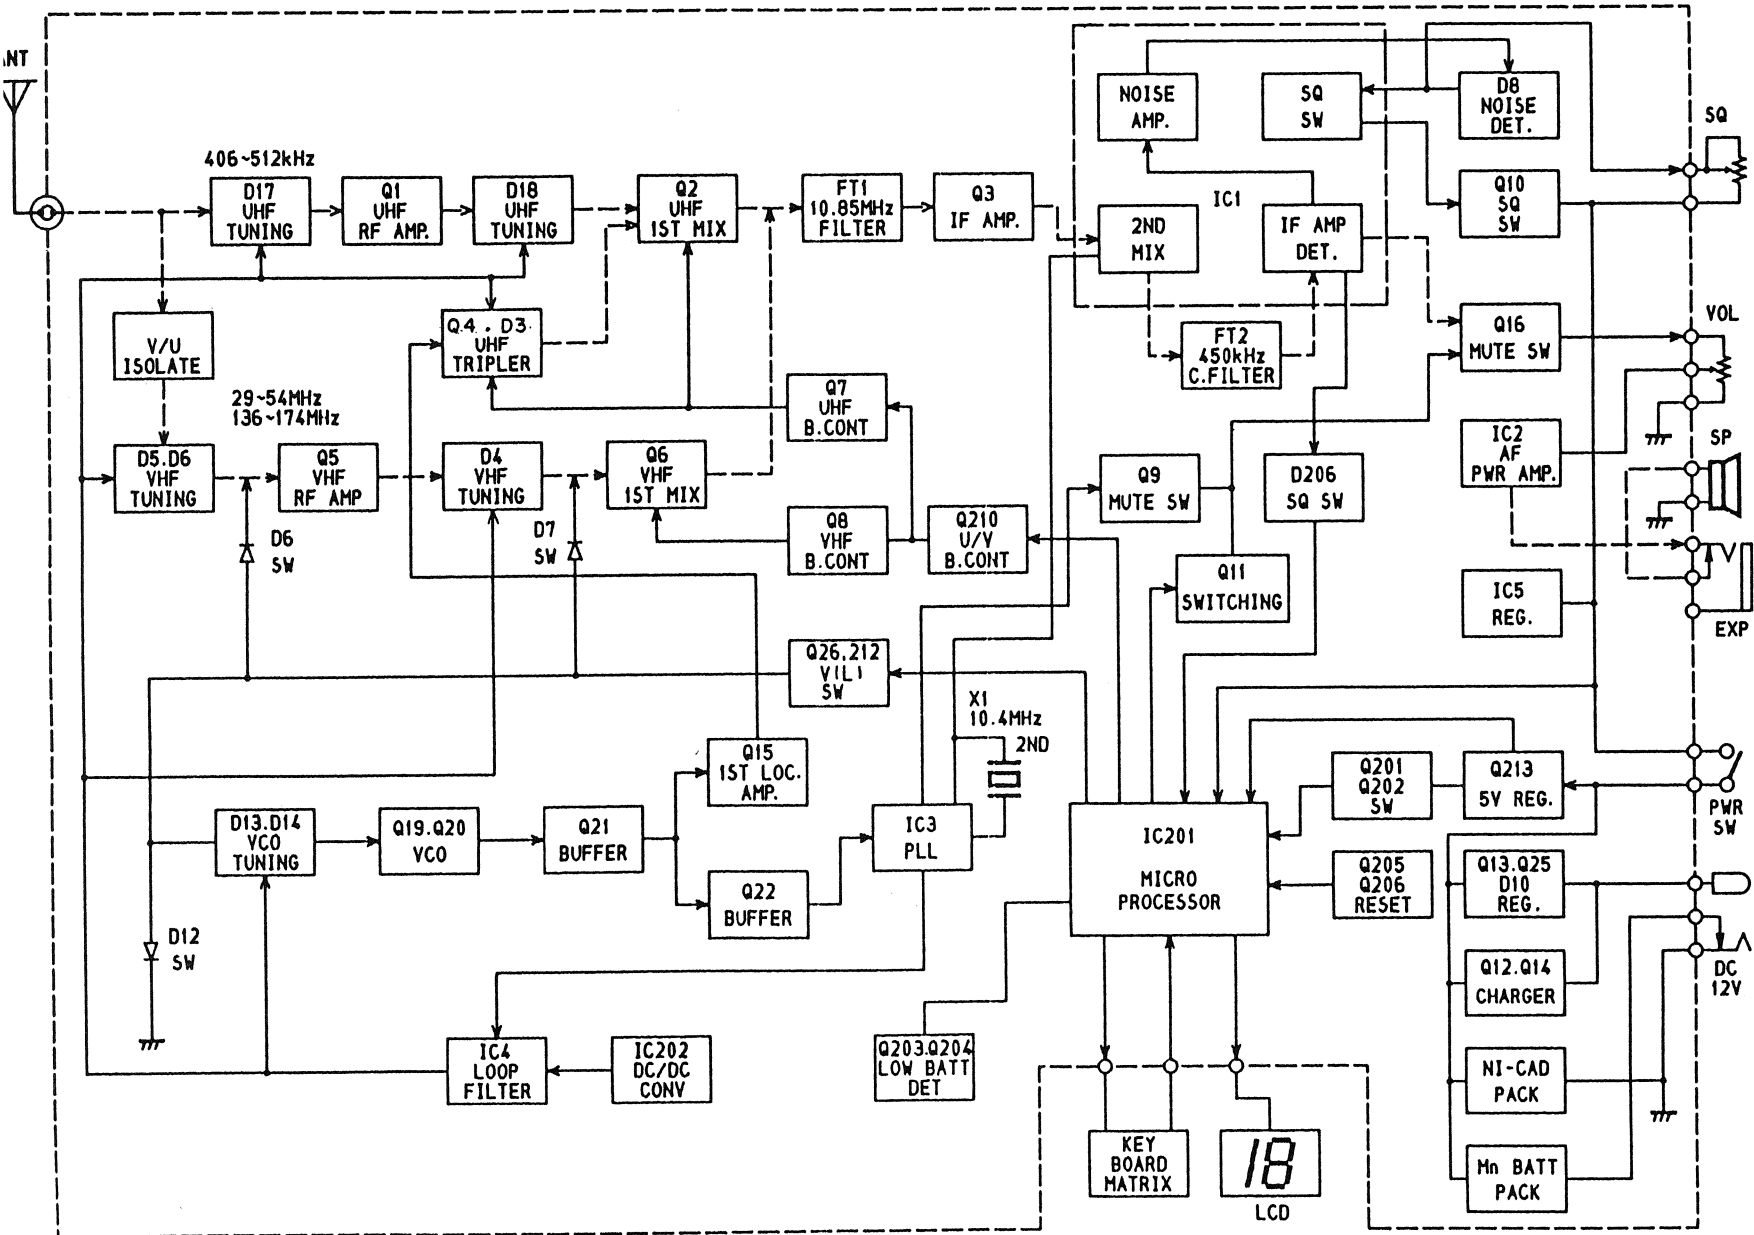 ANT
406~512kHz
D17
UHF
TUNING
Q1
UHF
RF AMP.
D18
UHF
TUNING
Q2
UHF
1ST MIX
FT1
10.85MHz
FILTER
Q3
IF AMP.
NOISE
AMP.
SQ
SW
D8
NOISE
DET.
SQ
IC1
2ND
MIX
IF AMP
DET.
Q10
SQ
SW
V/U
ISOLATE
Q4.D3
UHF
TRIPLER
FT2
450kHz
C.FILTER
Q16
MUTE SW
VOL
29~54MHz
136~174MHz
Q7
UHF
B.CONT
D5.D6
VHF
TUNING
Q5
VHF
RF AMP
D4
VHF
TUNING
Q6
VHF
1ST MIX
Q9
MUTE SW
D206
SQ SW
IC2
AF
PWR AMP.
SP
D6
SW
D7
SW
Q8
VHF
B.CONT
Q210
U/V
B.CONT
Q11
SWITCHING
IC5
REG.
EXP
Q26,212
V(L)
SW
X1
10.4MHz
2ND
Q15
1ST LOC.
AMP.
Q201
Q202
SW
Q213
5V REG.
PWR
SW
D13.D14
VCO
TUNING
Q19.Q20
VCO
Q21
BUFFER
IC3
PLL
IC201
MICRO
PROCESSOR
Q22
BUFFER
Q205
Q206
RESET
Q13.Q25
D10
REG.
D12
SW
Q12.Q14
CHARGER
DC
12V
IC4
LOOP
FILTER
IC202
DC/DC
CONV
Q203.Q204
LOW BATT
DET
NI-CAD
PACK
KEY
BOARD
MATRIX
18
LCD
Mn BATT
PACK